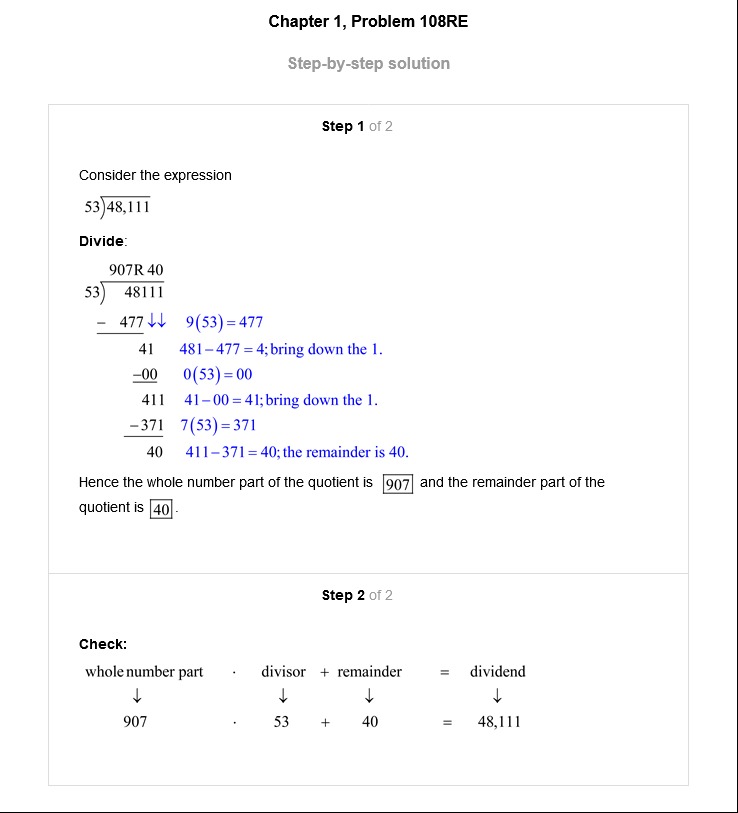 Chapter 1, Problem 108RE
Step-by-step solution
Step 1 of 2
Consider the expression
53)48,111
Divide:
907R 40
53) 48111
− 477↓↓ 9(53)=477
41 481−477=4;bring down the 1.
−00 0(53)=00
411 41−00=41;bring down the 1.
−371 7(53)=371
40 411−371=40;the remainder is 40.
Hence the whole number part of the quotient is 907 and the remainder part of the
quotient is 40.
Step 2 of 2
Check:
whole number part · divisor + remainder = dividend
↓ ↓ ↓ ↓
907 · 53 + 40 = 48,111